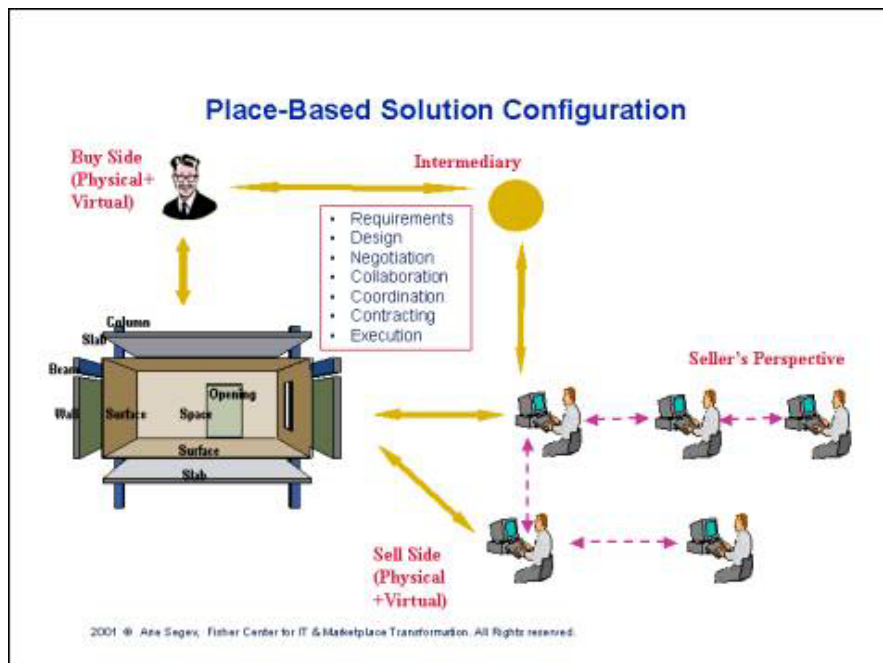 Place-Based Solution Configuration
Buy Side
(Physical+
Virtual)
Intermediary
• Requirements
• Design
• Negotiation
• Collaboration
• Coordination
• Contracting
• Execution
Column
Slab
Beam
Opening
Wall
Surface
Space
Surface
Slab
Seller's Perspective
Sell Side
(Physical
+Virtual)
2001 © Arie Segev, Fisher Center for IT & Marketplace Transformation. All Rights reserved.